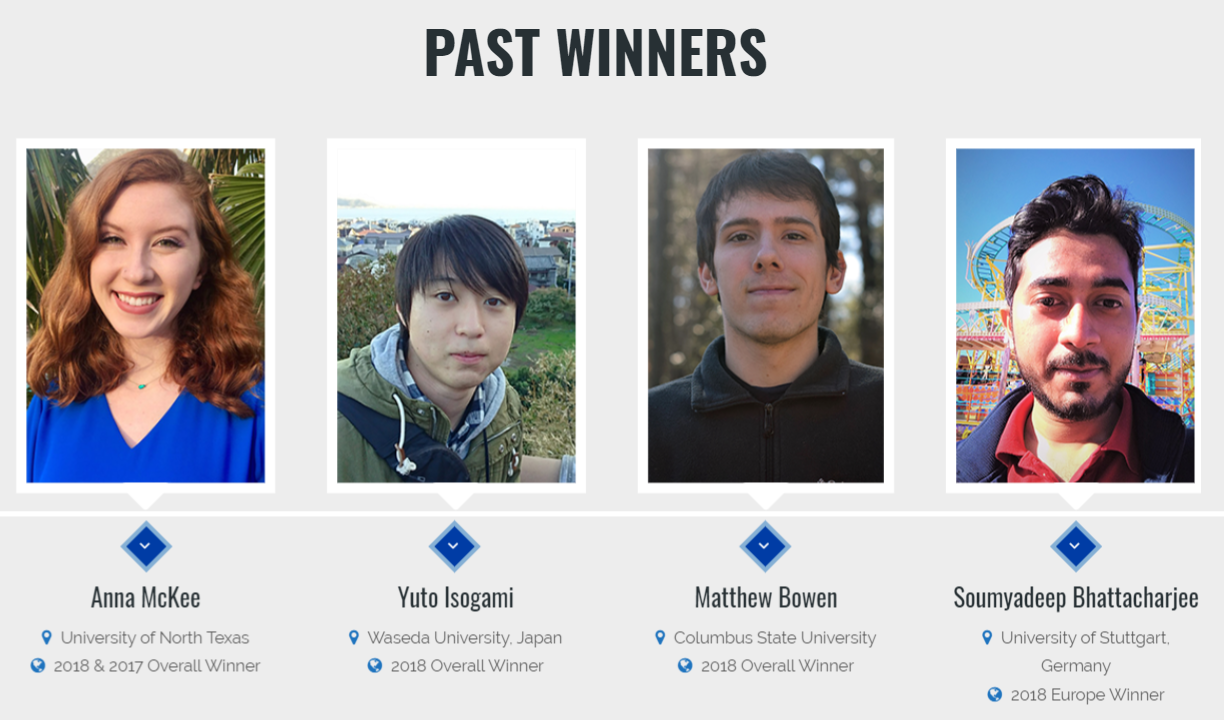 PAST WINNERS
Anna McKee
University of North Texas
2018 & 2017 Overall Winner
Yuto Isogami
Waseda University, Japan
2018 Overall Winner
Matthew Bowen
Columbus State University
2018 Overall Winner
Soumyadeep Bhattacharjee
University of Stuttgart,
Germany
2018 Europe Winner